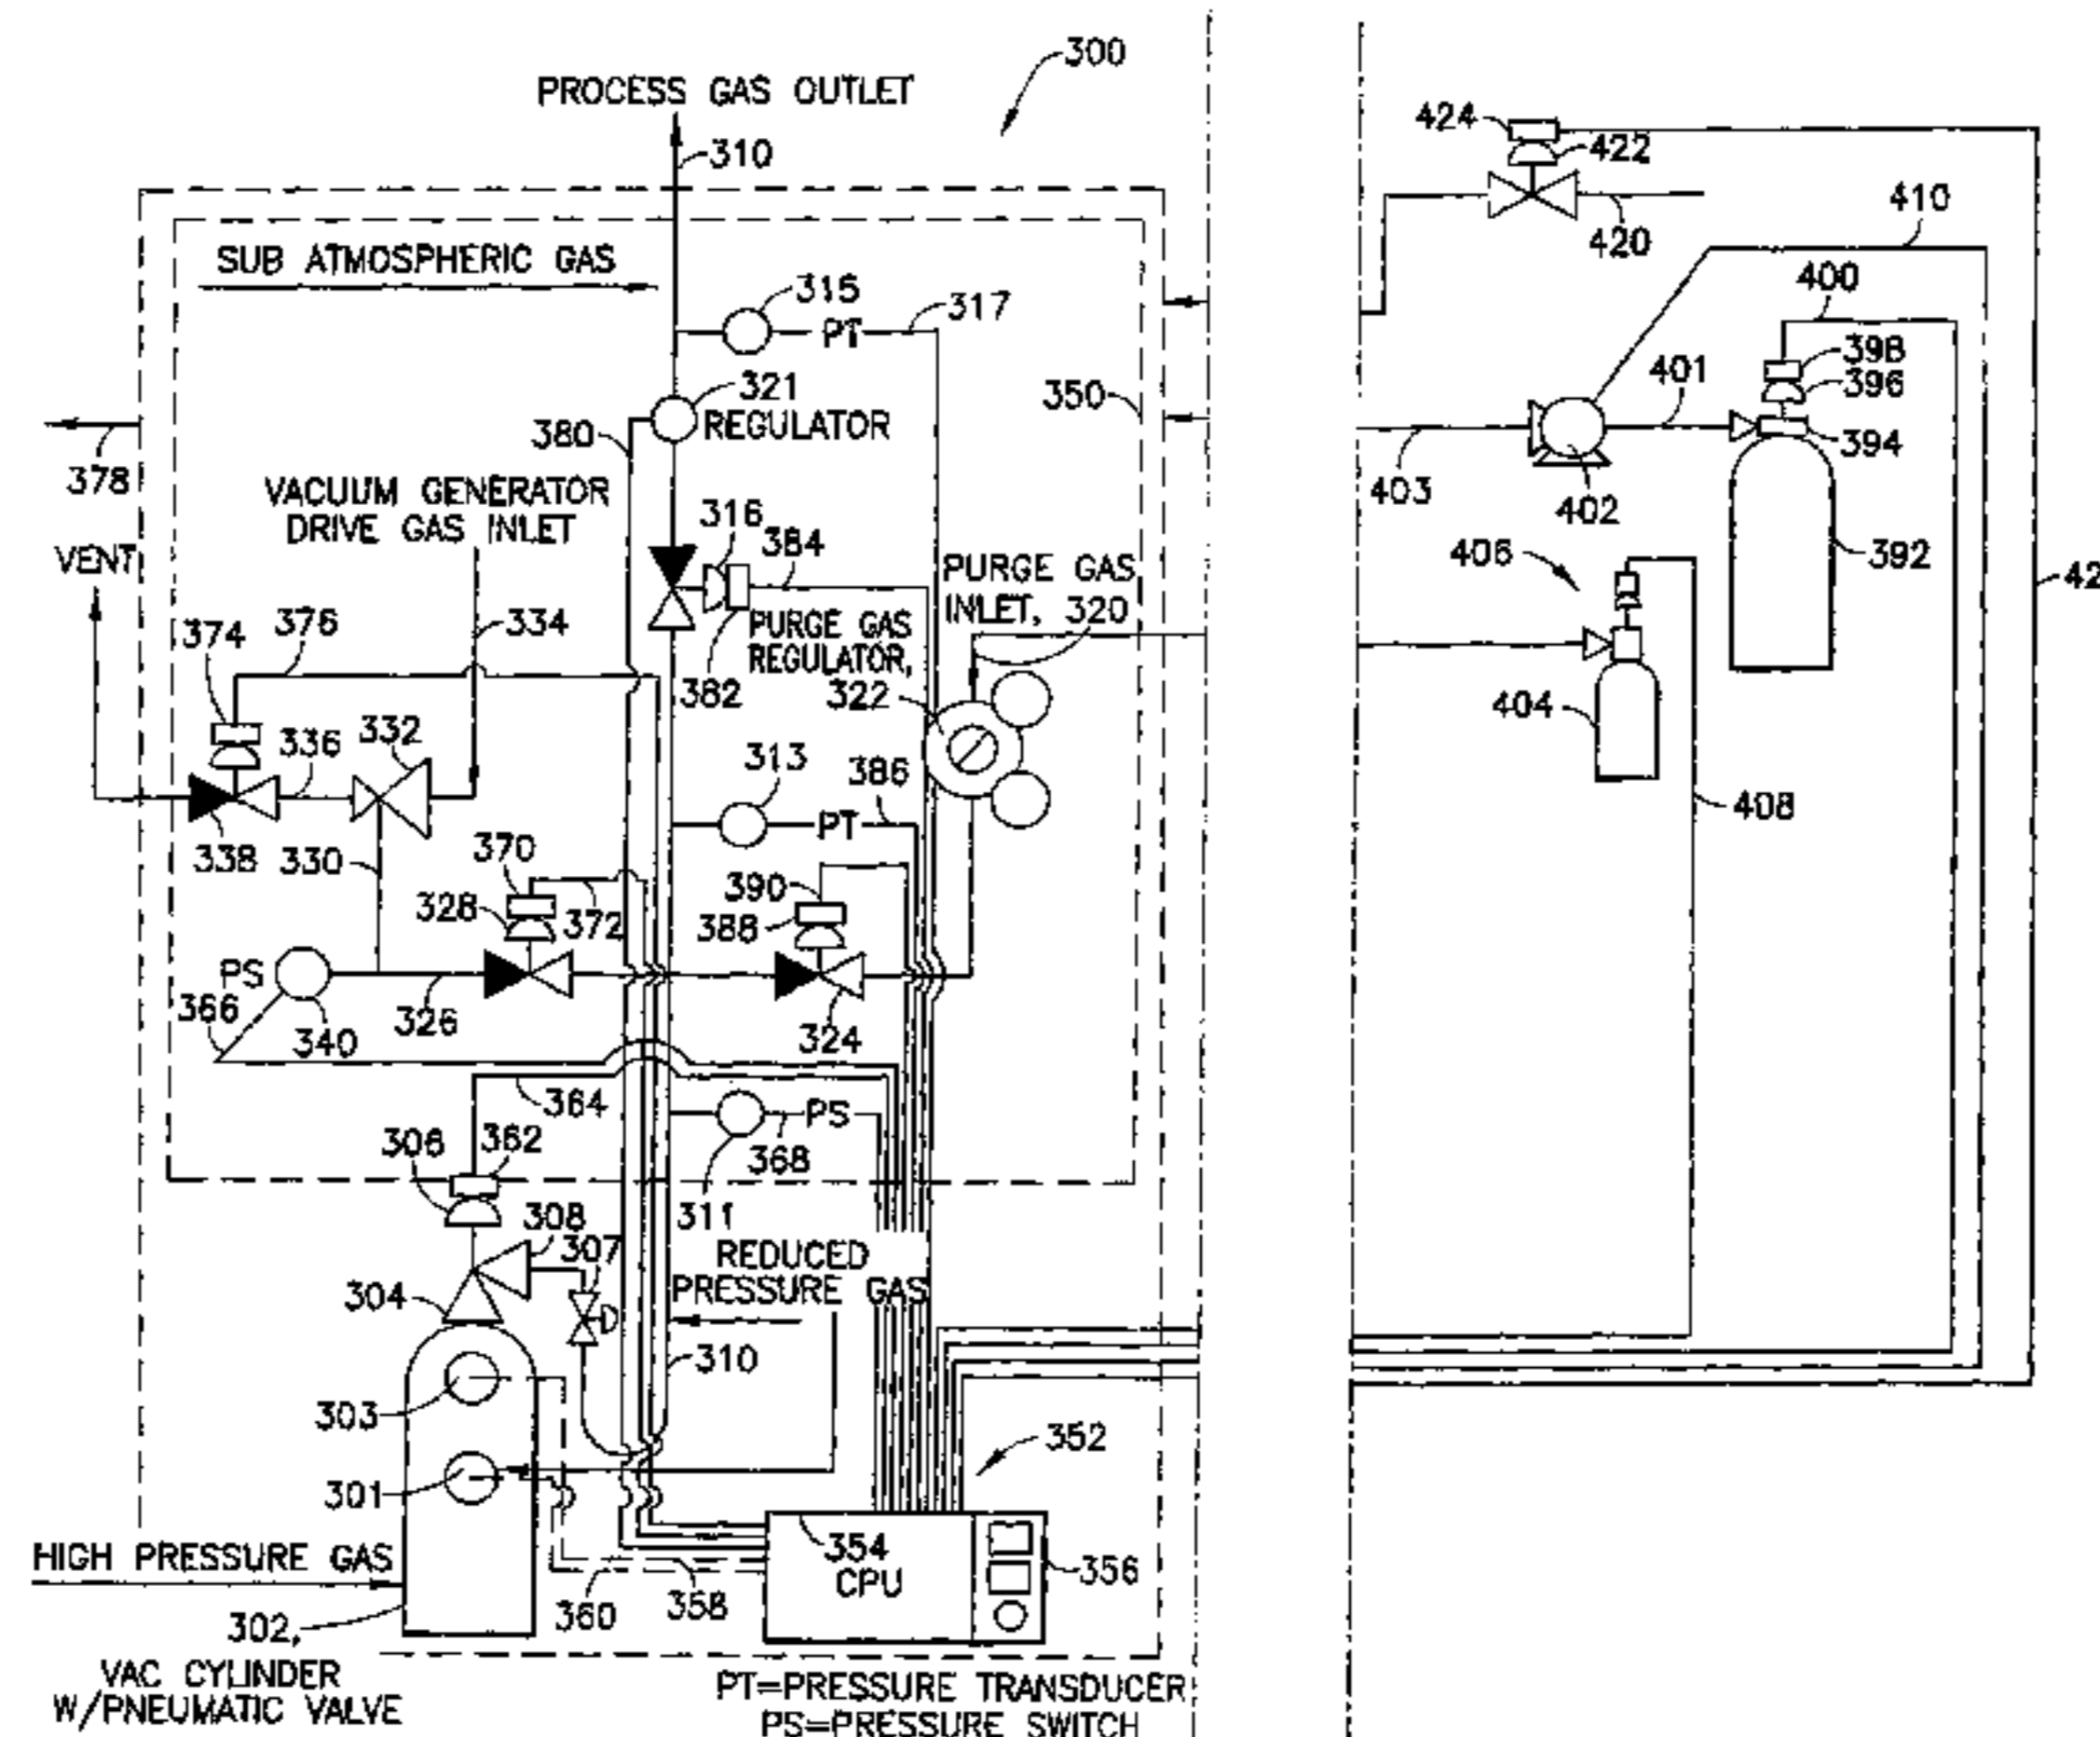 300
PROCESS GAS OUTLET
310
424
422
420
410
SUB ATMOSPHERIC GAS
315
317
400
321
REGULATOR
350
398
396
401
394
380
378
403
402
392
VACUUM GENERATOR
DRIVE GAS INLET
316
384
PT
VENT
PURGE GAS
INLET, 320
406
374
376
334
PURGE GAS
REGULATOR,
382
322
404
336
332
313
386
PT
408
338
330
370
390
328
372
388
PS
366
340
326
324
364
306
362
PS
368
308
311
307
REDUCED
PRESSURE GAS
304
310
303
352
301
354
CPU
356
HIGH PRESSURE GAS
360
358
302,
VAC CYLINDER
W/PNEUMATIC VALVE
PT=PRESSURE TRANSDUCER
PS=PRESSURE SWITCH